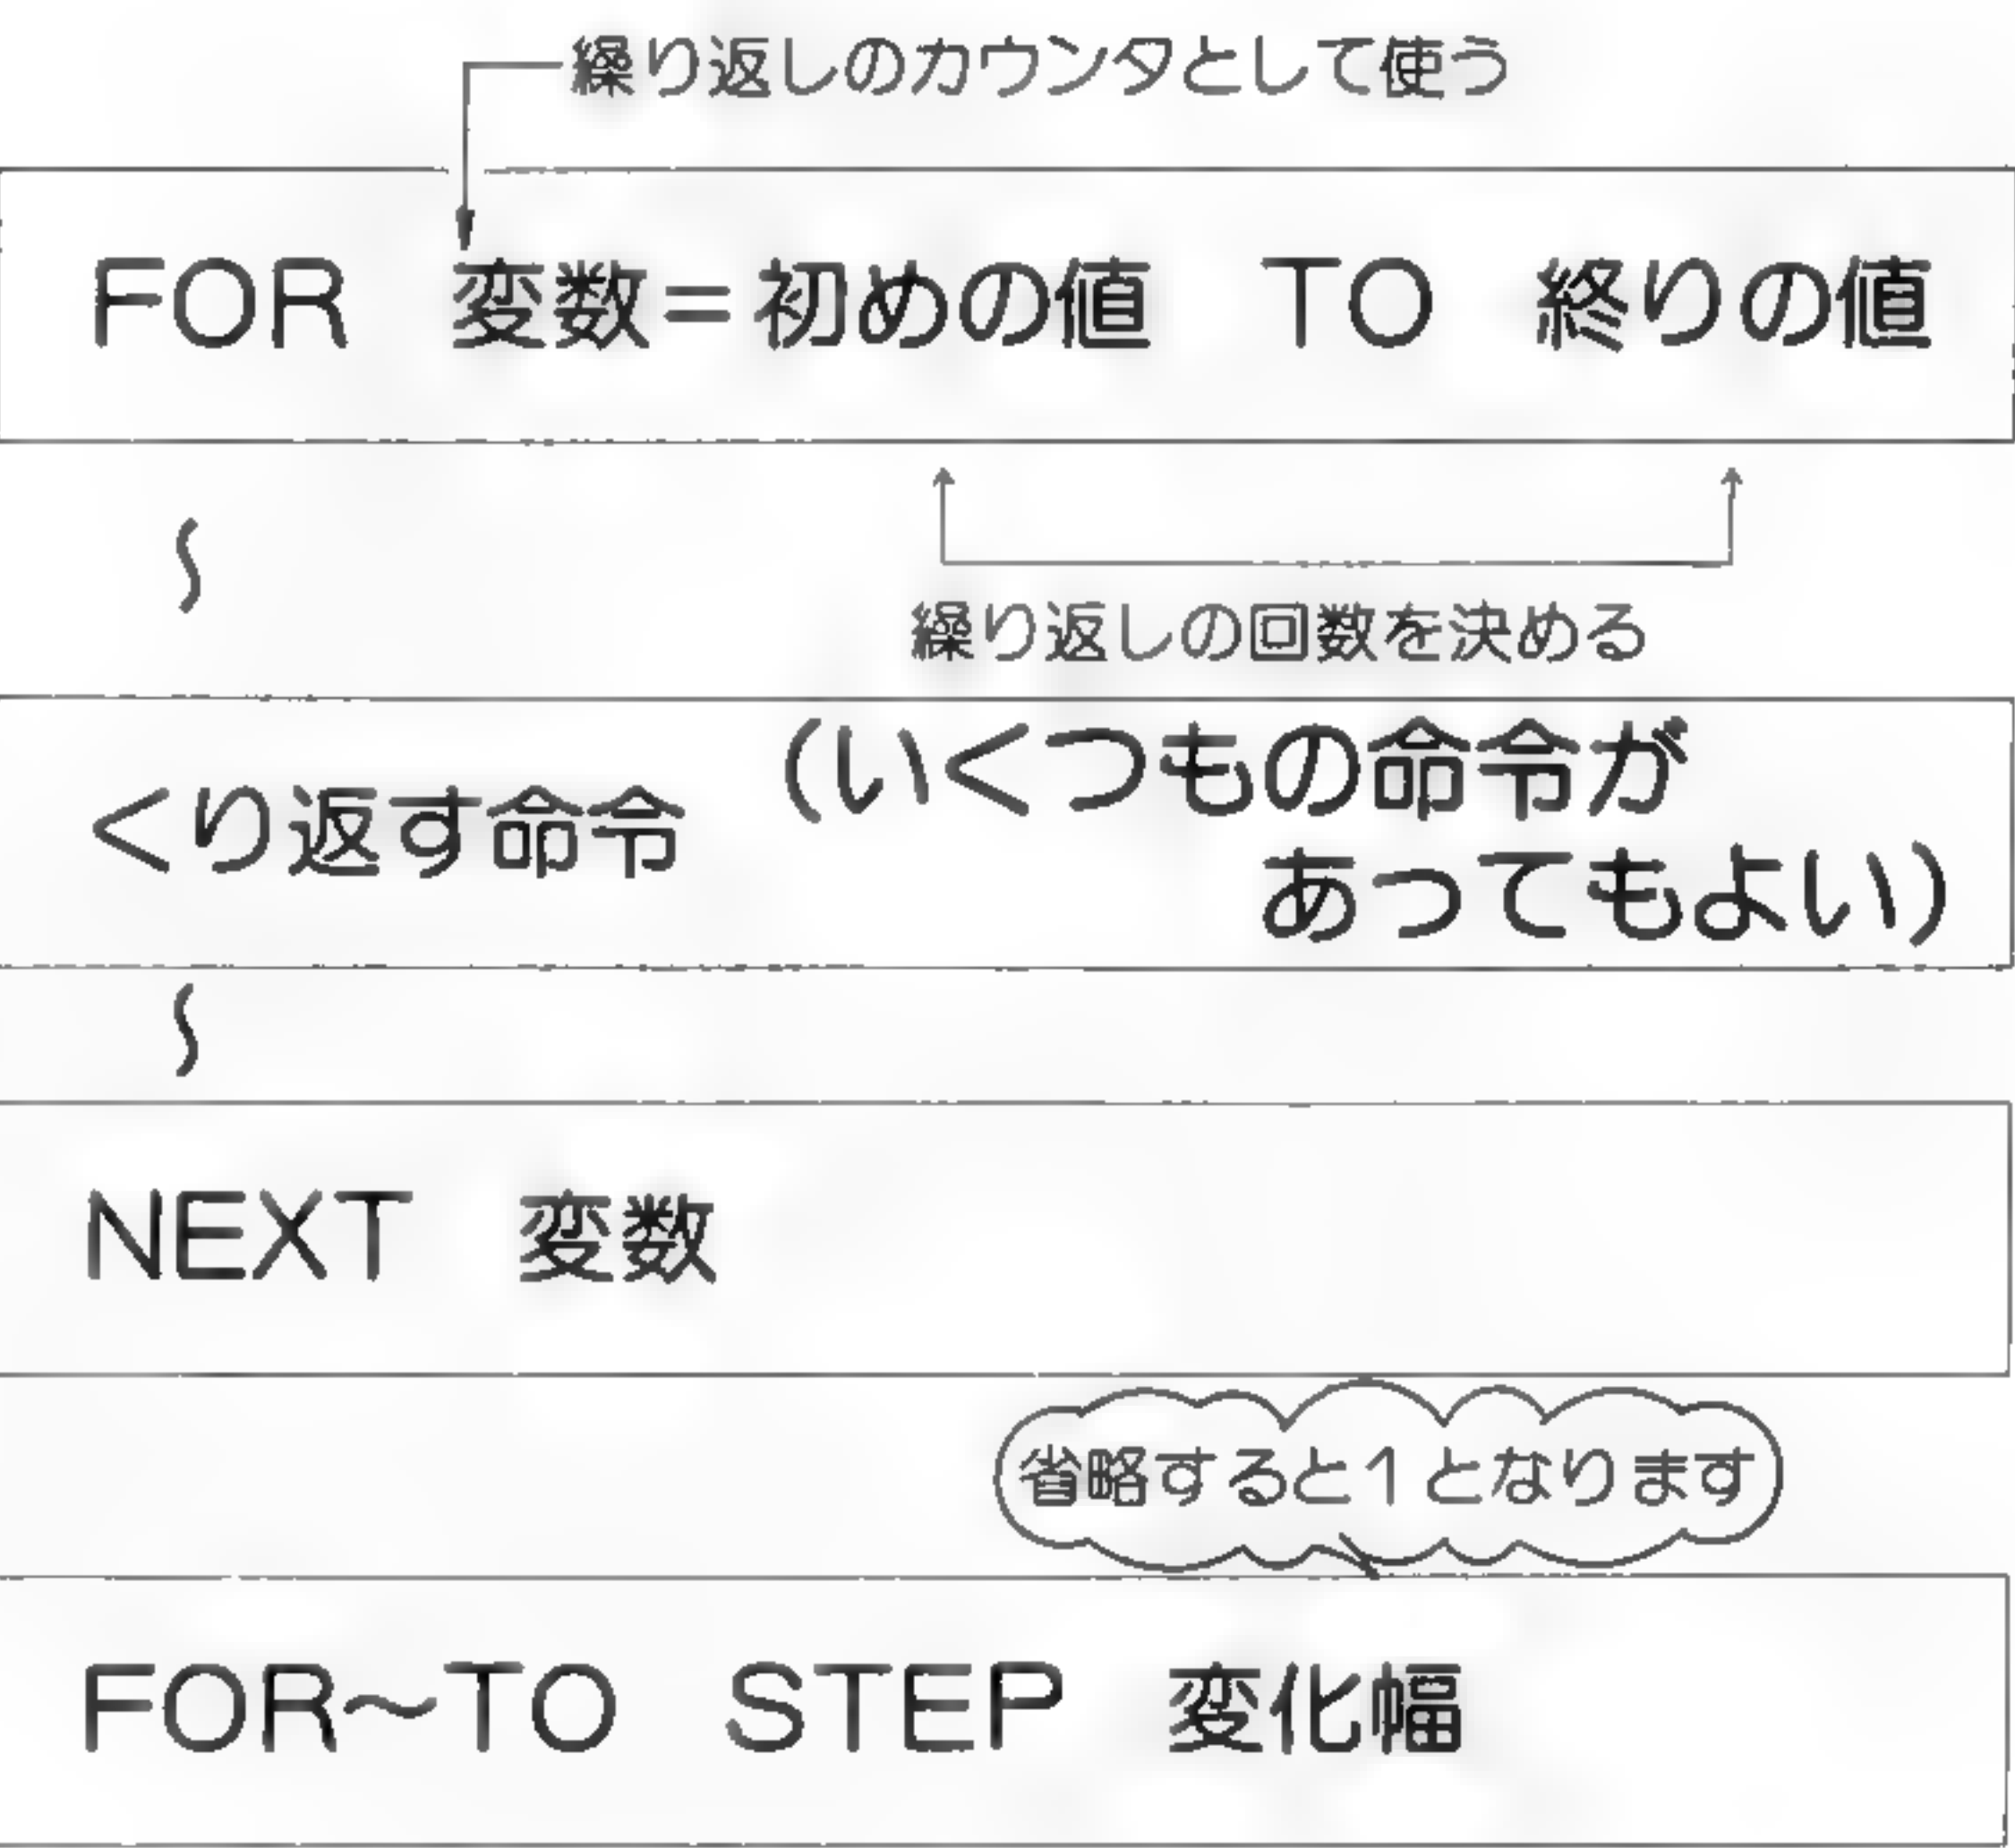 繰り返しのカウンタとして使う
FOR 変数=初めの値 TO 終りの値
〜
繰り返しの回数を決める
くり返す命令 (いくつもの命令が
あってもよい)
〜
NEXT 変数
省略すると1となります
FOR〜TO STEP 変化幅